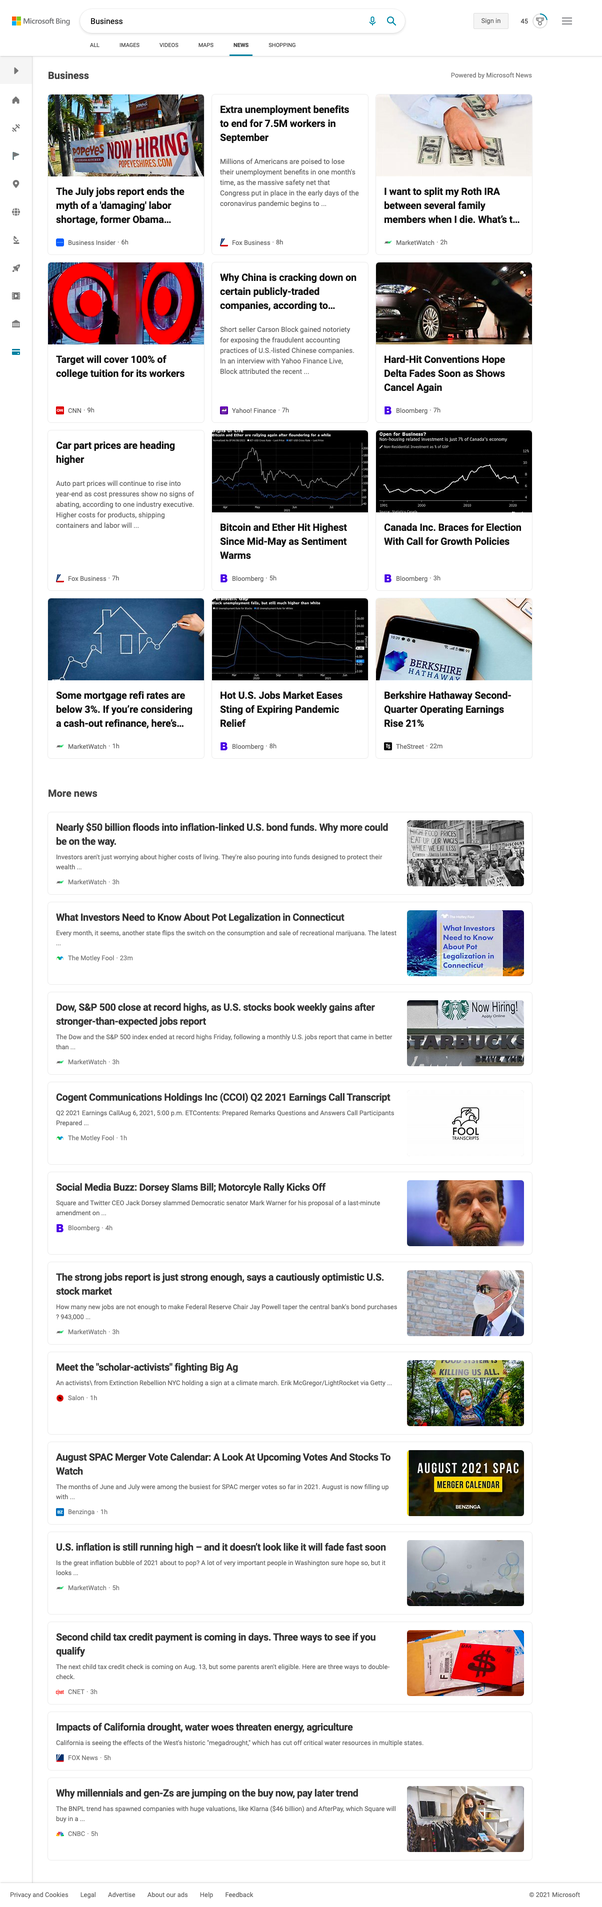 Microsoft Bing
Business
Sign in
45
ALL IMAGES VIDEOS MAPS NEWS SHOPPING
Business
Powered by Microsoft News
POPEYES NOW HIRING
POPEYESHIRES.COM
The July jobs report ends the
myth of a 'damaging' labor
shortage, former Obama...
Business Insider · 6h
Extra unemployment benefits
to end for 7.5M workers in
September
Millions of Americans are poised to lose
their unemployment benefits in one month's
time, as the massive safety net that
Congress put in place in the early days of the
coronavirus pandemic begins to ...
Fox Business · 8h
I want to split my Roth IRA
between several family
members when I die. What's t...
MarketWatch · 2h
Target will cover 100% of
college tuition for its workers
CNN · 9h
Why China is cracking down on
certain publicly-traded
companies, according to...
Short seller Carson Block gained notoriety
for exposing the fraudulent accounting
practices of U.S.-listed Chinese companies.
In an interview with Yahoo Finance Live,
Block attributed the recent ...
Yahoo! Finance · 7h
Hard-Hit Conventions Hope
Delta Fades Soon as Shows
Cancel Again
Bloomberg · 7h
Car part prices are heading
higher
Auto part prices will continue to rise into
year-end as cost pressures show no signs of
abating, according to one industry executive.
Higher costs for products, shipping
containers and labor will ...
Fox Business · 7h
Bitcoin and Ether are rallying again after floundering for a while
Bitcoin and Ether Hit Highest
Since Mid-May as Sentiment
Warms
Bloomberg · 5h
Open for Business?
Non-housing related investment is just 7% of Canada's economy
Canada Inc. Braces for Election
With Call for Growth Policies
Bloomberg · 3h
Some mortgage refi rates are
below 3%. If you're considering
a cash-out refinance, here's...
MarketWatch · 1h
Black unemployment falls, but still much higher than White
Hot U.S. Jobs Market Eases
Sting of Expiring Pandemic
Relief
Bloomberg · 8h
BERKSHIRE
HATHAWAY
Berkshire Hathaway Second-
Quarter Operating Earnings
Rise 21%
TheStreet · 22m
More news
Nearly $50 billion floods into inflation-linked U.S. bond funds. Why more could
be on the way.
Investors aren't just worrying about higher costs of living. They're also pouring into funds designed to protect their
wealth ...
MarketWatch · 3h
HIGH FOOD PRICES
EAT UP OUR WAGES
WHILE WE EAT LESS
What Investors Need to Know About Pot Legalization in Connecticut
Every month, it seems, another state flips the switch on the consumption and sale of recreational marijuana. The latest
...
The Motley Fool · 23m
What Investors
Need to Know
About Pot
Legalization in
Connecticut
Dow, S&P 500 close at record highs, as U.S. stocks book weekly gains after
stronger-than-expected jobs report
The Dow and the S&P 500 index ended at record highs Friday, following a monthly U.S. jobs report that came in better
than ...
MarketWatch · 3h
Now Hiring!
Apply Online
STARBUCKS
DRIVE THRU
Cogent Communications Holdings Inc (CCOI) Q2 2021 Earnings Call Transcript
Q2 2021 Earnings CallAug 6, 2021, 5:00 p.m. ETContents: Prepared Remarks Questions and Answers Call Participants
Prepared ...
The Motley Fool · 1h
FOOL
TRANSCRIPTS
Social Media Buzz: Dorsey Slams Bill; Motorcyle Rally Kicks Off
Square and Twitter CEO Jack Dorsey slammed Democratic senator Mark Warner for his proposal of a last-minute
amendment on ...
Bloomberg · 4h
The strong jobs report is just strong enough, says a cautiously optimistic U.S.
stock market
How many new jobs are not enough to make Federal Reserve Chair Jay Powell taper the central bank's bond purchases
? 943,000 ...
MarketWatch · 3h
Meet the "scholar-activists" fighting Big Ag
An activists\ from Extinction Rebellion NYC holding a sign at a climate march. Erik McGregor/LightRocket via Getty ...
Salon · 1h
FOOD SYSTEM IS
KILLING US ALL.
August SPAC Merger Vote Calendar: A Look At Upcoming Votes And Stocks To
Watch
The months of June and July were among the busiest for SPAC merger votes so far in 2021. August is now filling up
with ...
Benzinga · 1h
AUGUST 2021 SPAC
MERGER CALENDAR
BENZINGA
U.S. inflation is still running high – and it doesn't look like it will fade fast soon
Is the great inflation bubble of 2021 about to pop? A lot of very important people in Washington sure hope so, but it
looks ...
MarketWatch · 5h
Second child tax credit payment is coming in days. Three ways to see if you
qualify
The next child tax credit check is coming on Aug. 13, but some parents aren't eligible. Here are three ways to double-
check.
CNET · 3h
Impacts of California drought, water woes threaten energy, agriculture
California is seeing the effects of the West's historic "megadrought," which has cut off critical water resources in multiple states.
FOX News · 5h
Why millennials and gen-Zs are jumping on the buy now, pay later trend
The BNPL trend has spawned companies with huge valuations, like Klarna ($46 billion) and AfterPay, which Square will
buy in a ...
CNBC · 5h
Privacy and Cookies Legal Advertise About our ads Help Feedback
© 2021 Microsoft